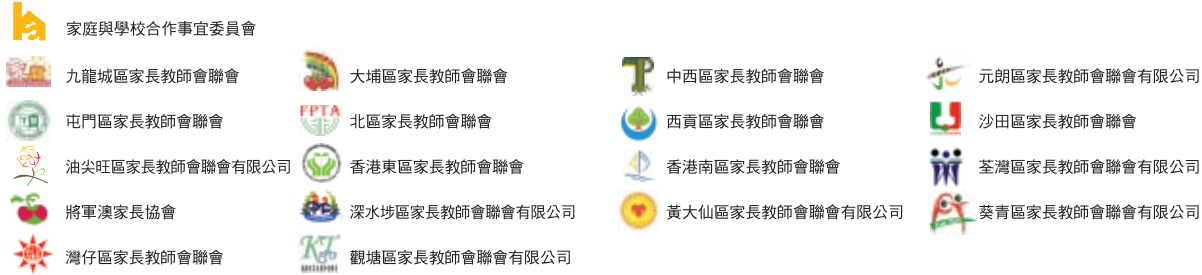 家庭與學校合作事宜委員會
九龍城區家長教師會聯會
大埔區家長教師會聯會
中西區家長教師會聯會
元朗區家長教師會聯會有限公司
屯門區家長教師會聯會
FPTA
北區家長教師會聯會
西貢區家長教師會聯會
沙田區家長教師會聯會
油尖旺區家長教師會聯會有限公司
香港東區家長教師會聯會
香港南區家長教師會聯會
荃灣區家長教師會聯會有限公司
將軍澳家長協會
深水埗區家長教師會聯會有限公司
黃大仙區家長教師會聯會有限公司
葵青區家長教師會聯會有限公司
灣仔區家長教師會聯會
KT
觀塘區家長教師會聯會有限公司